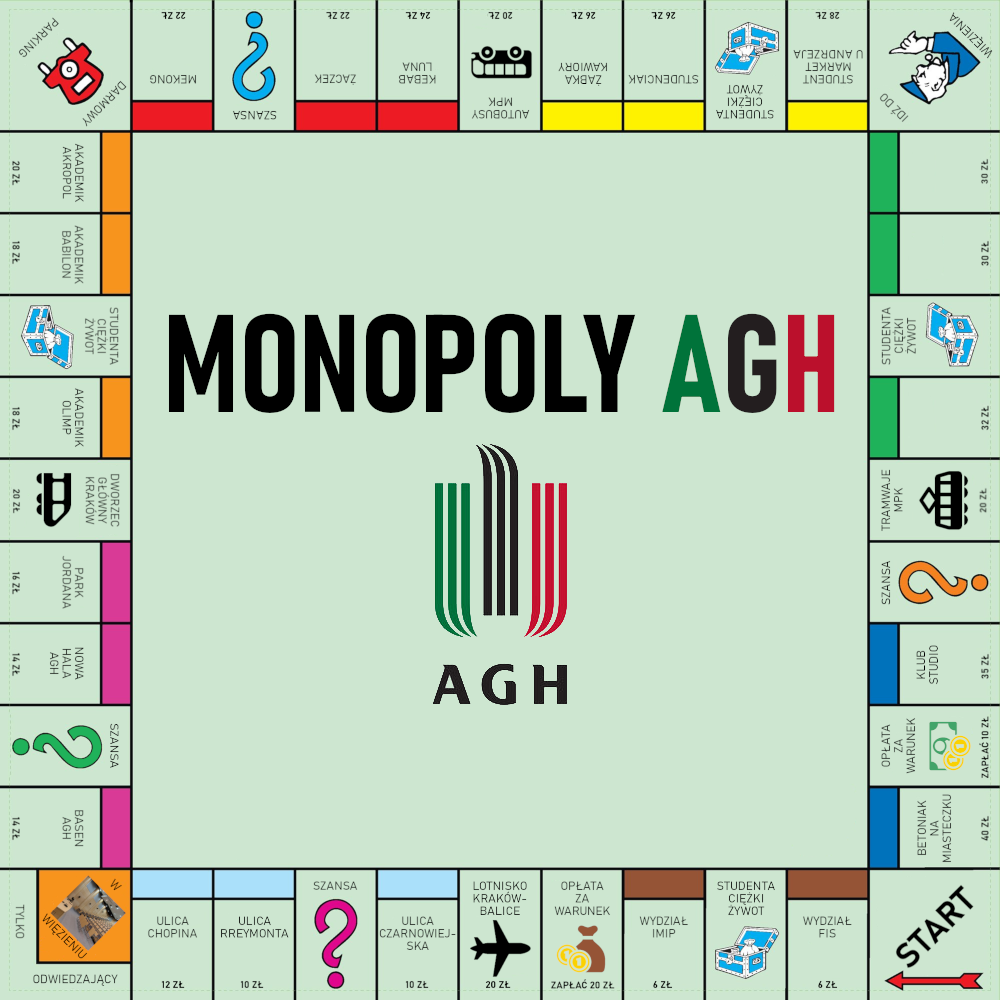 DARMOWY
PARKING
22 ZŁ
MEKONG
SZANSA
22 ZŁ
ŻACZEK
24 ZŁ
KEBAB
LUNA
20 ZŁ
AUTOBUSY
MPK
26 ZŁ
ŻABKA
KAWIORY
26 ZŁ
STUDENCIAK
STUDENTA
CIĘŻKI
ŻYWOT
28 ZŁ
STUDENT
MARKET
U ANDRZEJA
IDŹ DO
WIĘZIENIA
AKADEMIK
AKROPOL
20 ZŁ
AKADEMIK
BABILON
18 ZŁ
STUDENTA
CIĘŻKI
ŻYWOT
AKADEMIK
OLIMP
18 ZŁ
DWORZEC
GŁÓWNY
KRAKÓW
20 ZŁ
PARK
JORDANA
16 ZŁ
NOWA
HALA
AGH
14 ZŁ
SZANSA
BASEN
AGH
14 ZŁ
MONOPOLY AGH
AGH
30 ZŁ
30 ZŁ
STUDENTA
CIĘŻKI
ŻYWOT
32 ZŁ
TRAMWAJE
MPK
20 ZŁ
SZANSA
KLUB
STUDIO
35 ZŁ
OPŁATA
ZA
WARUNEK
ZAPŁAĆ 10 ZŁ
BETONIAK
NA
MIASTECZKU
40 ZŁ
TYLKO
ODWIEDZAJĄCY
W
WIĘZIENIU
ULICA
CHOPINA
12 ZŁ
ULICA
RREYMONTA
10 ZŁ
SZANSA
ULICA
CZARNOWIEJ-
SKA
10 ZŁ
LOTNISKO
KRAKÓW-
BALICE
20 ZŁ
OPŁATA
ZA
WARUNEK
ZAPŁAĆ 20 ZŁ
WYDZIAŁ
IMIP
6 ZŁ
STUDENTA
CIĘŻKI
ŻYWOT
WYDZIAŁ
FIS
6 ZŁ
START